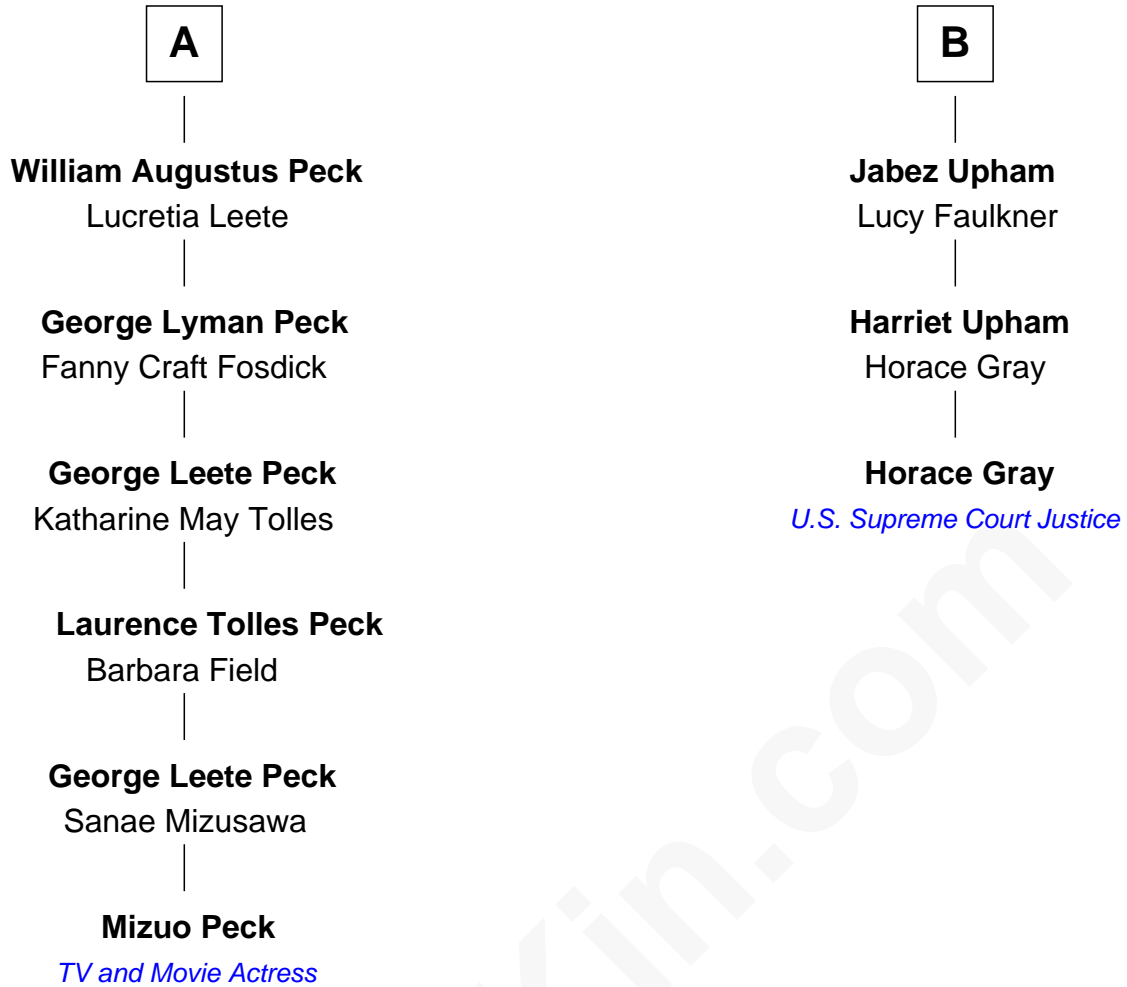 A
William Augustus Peck
Lucretia Leete
George Lyman Peck
Fanny Craft Fosdick
George Leete Peck
Katharine May Tolles
Laurence Tolles Peck
Barbara Field
George Leete Peck
Sanae Mizusawa
Mizuo Peck
TV and Movie Actress
B
Jabez Upham
Lucy Faulkner
Harriet Upham
Horace Gray
Horace Gray
U.S. Supreme Court Justice
Kin.com